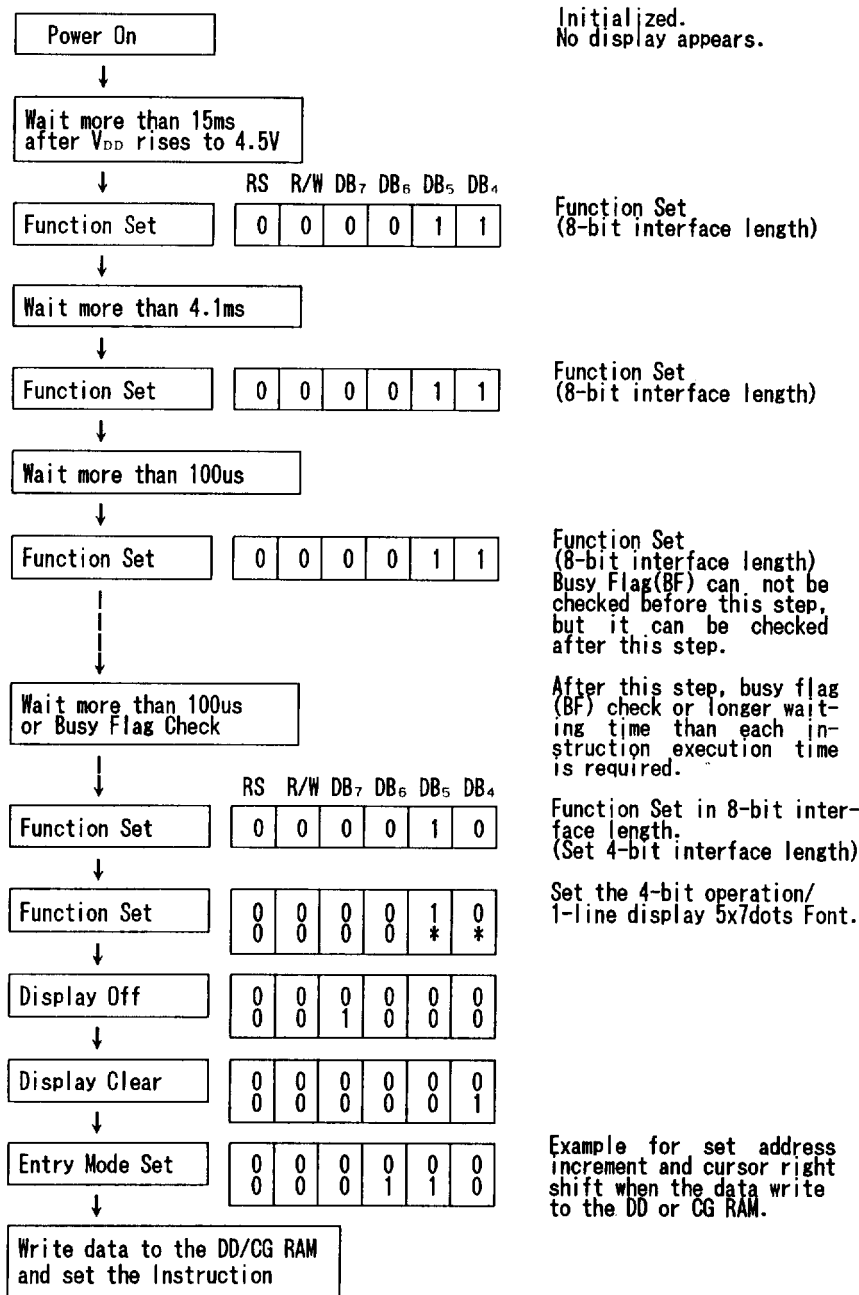 Power On
Initialized.
No display appears.
Wait more than 15ms
after VDD rises to 4.5V
RS R/W DB7 DB6 DB5 DB4
Function Set 0 0 0 0 1 1
Function Set
(8-bit interface length)
Wait more than 4.1ms
Function Set 0 0 0 0 1 1
Function Set
(8-bit interface length)
Wait more than 100us
Function Set 0 0 0 0 1 1
Function Set
(8-bit interface length)
Busy Flag(BF) can not be
checked before this step,
but it can be checked
after this step.
Wait more than 100us
or Busy Flag Check
After this step, busy flag
(BF) check or longer wait-
ing time than each in-
struction execution time
is required.
RS R/W DB7 DB6 DB5 DB4
Function Set 0 0 0 0 1 0
Function Set in 8-bit inter-
face length.
(Set 4-bit interface length)
Function Set
0 0 0 0 1 0
0 0 0 0 * *
Set the 4-bit operation/
1-line display 5x7dots Font.
Display Off
0 0 0 0 0 0
0 0 1 0 0 0
Display Clear
0 0 0 0 0 0
0 0 0 0 0 1
Entry Mode Set
0 0 0 0 0 0
0 0 0 1 1 0
Example for set address
increment and cursor right
shift when the data write
to the DD or CG RAM.
Write data to the DD/CG RAM
and set the Instruction